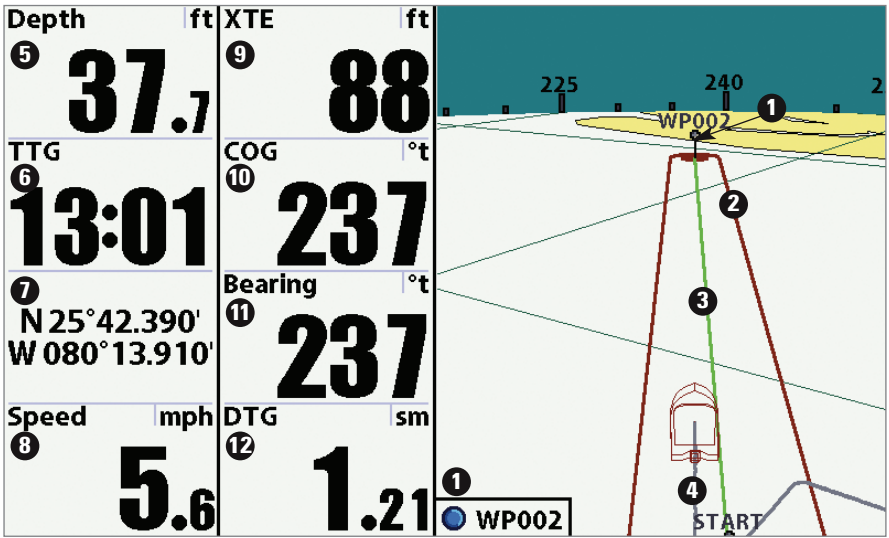 Depth ft
5
37.7
TTG
6
13:01
7
N 25°42.390'
W 080°13.910'
Speed mph
8
5.6
XTE ft
9
88
COG °t
10
237
Bearing °t
11
237
DTG sm
12
1.21
225 240 2
1
WP002
2
3
4
START
1
WP002